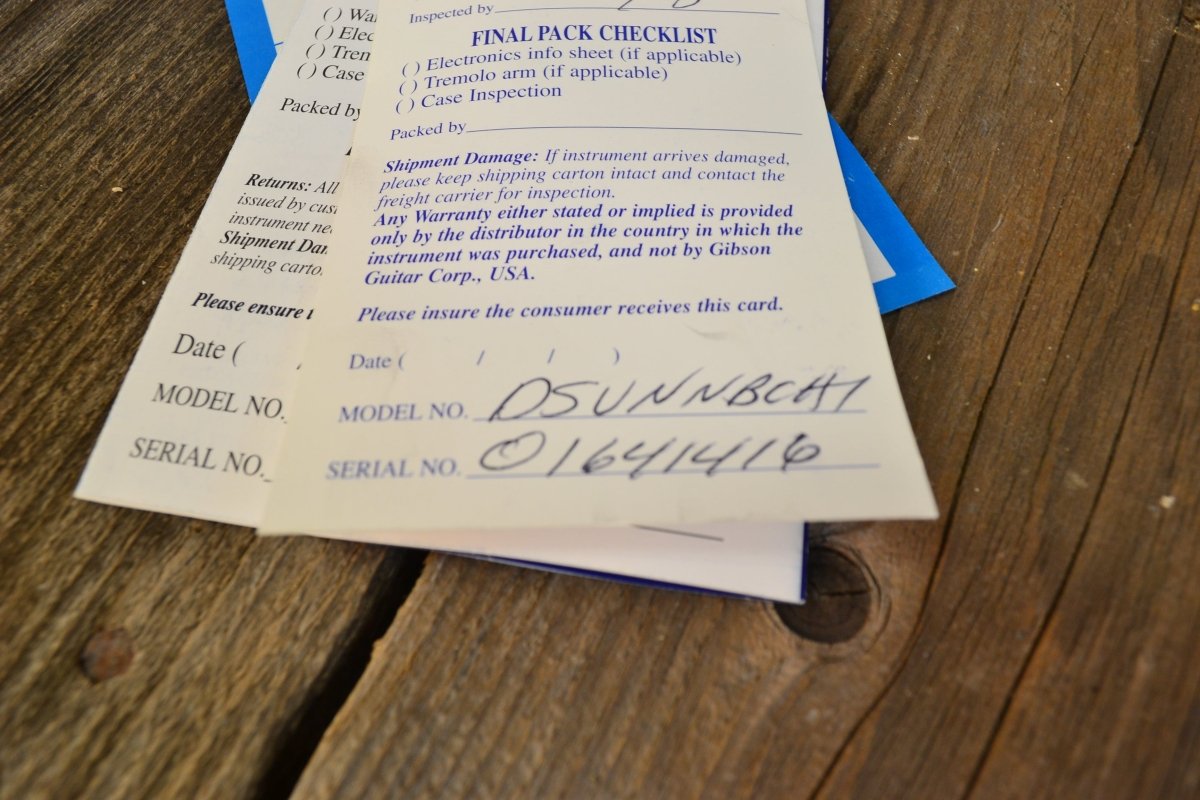 Inspected by
FINAL PACK CHECKLIST
( ) Electronics info sheet (if applicable)
( ) Tremolo arm (if applicable)
( ) Case Inspection
Packed by
Shipment Damage: If instrument arrives damaged,
please keep shipping carton intact and contact the
freight carrier for inspection.
Any Warranty either stated or implied is provided
only by the distributor in the country in which the
instrument was purchased, and not by Gibson
Guitar Corp., USA.
Please insure the consumer receives this card.
Date ( / / )
MODEL NO. DSUNNBCH1
SERIAL NO. 01641416
( )
( ) Elec
( ) Trem
( ) Case
Packed by
Returns: All
issued by
instrument
Shipment
shipping
Please ensure
Date (
MODEL NO.
SERIAL NO.